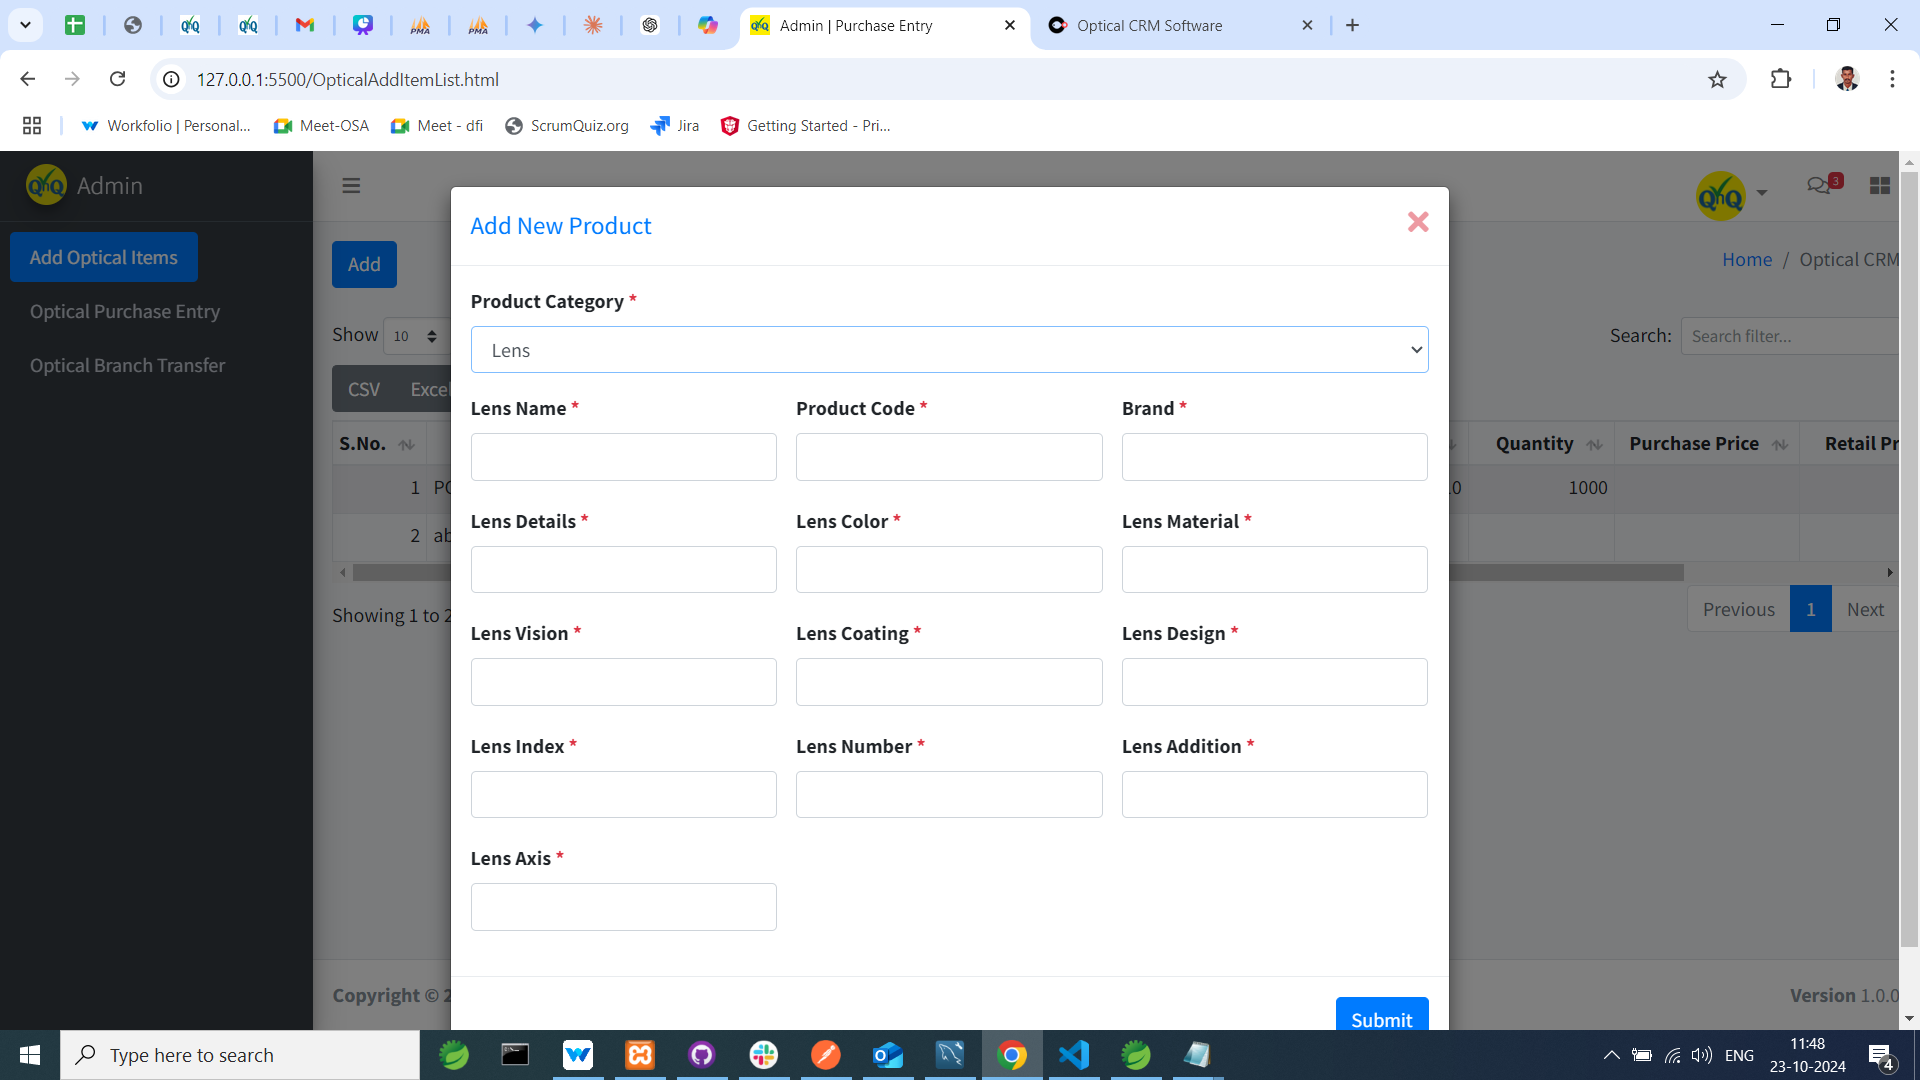 Admin | Purchase Entry
Optical CRM Software
127.0.0.1:5500/OpticalAddItemList.html
Workfolio | Personal...
Meet-OSA
Meet - dfi
ScrumQuiz.org
Jira
Getting Started - Pri...
QnQ Admin
QnQ
3
Add Optical Items
Optical Purchase Entry
Optical Branch Transfer
Add
Home / Optical CRM
Show 10
Search: Search filter...
CSV Excel
S.No. Quantity Purchase Price Retail Pr
1 PC 0 1000
2 ab
Showing 1 to 2
Previous 1 Next
Add New Product
Product Category *
Lens
Lens Name * Product Code * Brand *
Lens Details * Lens Color * Lens Material *
Lens Vision * Lens Coating * Lens Design *
Lens Index * Lens Number * Lens Addition *
Lens Axis *
Submit
Copyright © 2
Version 1.0.0
Type here to search
ENG
11:48
23-10-2024
4